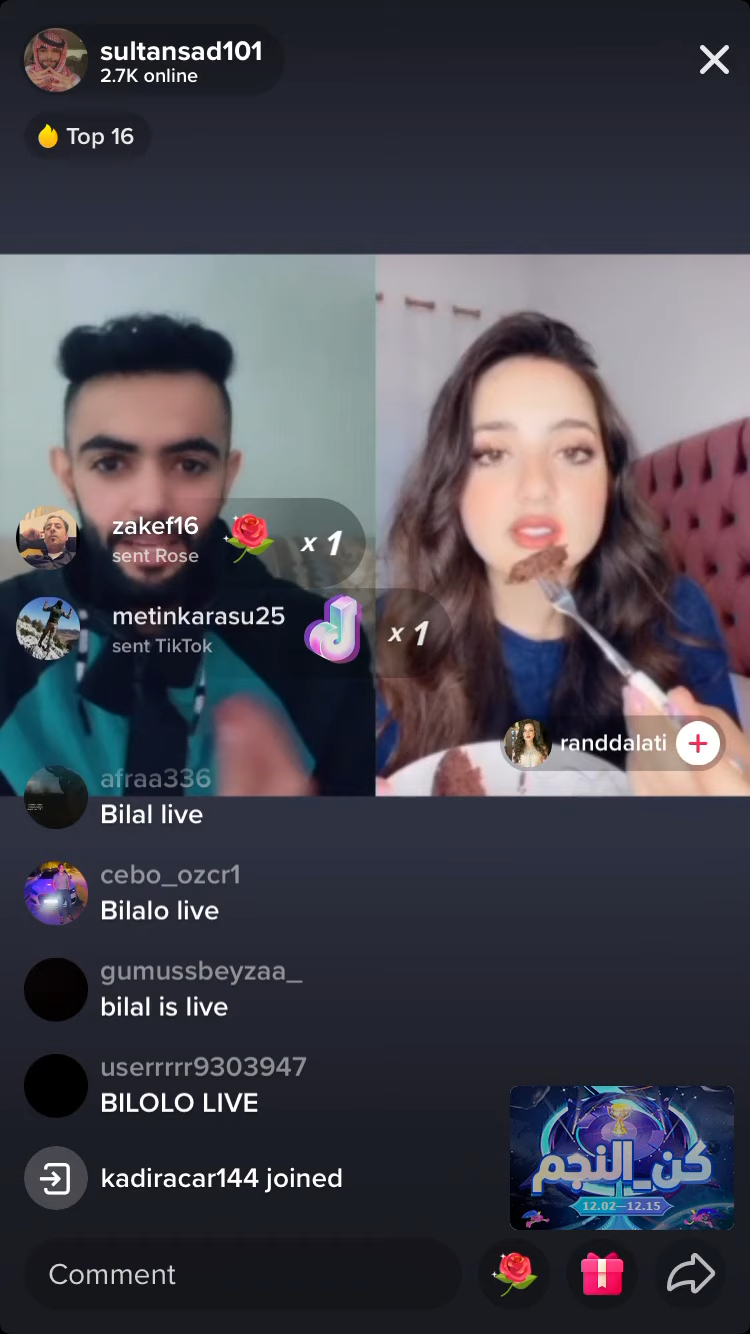 sultansad101
2.7K online
Top 16
zakef16
sent Rose
x 1
metinkarasu25
sent TikTok
x 1
randdalati
afraa336
Bilal live
cebo_ozcr1
Bilalo live
gumussbeyzaa_
bilal is live
userrrrr9303947
BILOLO LIVE
kadiracar144 joined
كن_النجم
12.02—12.15
Comment